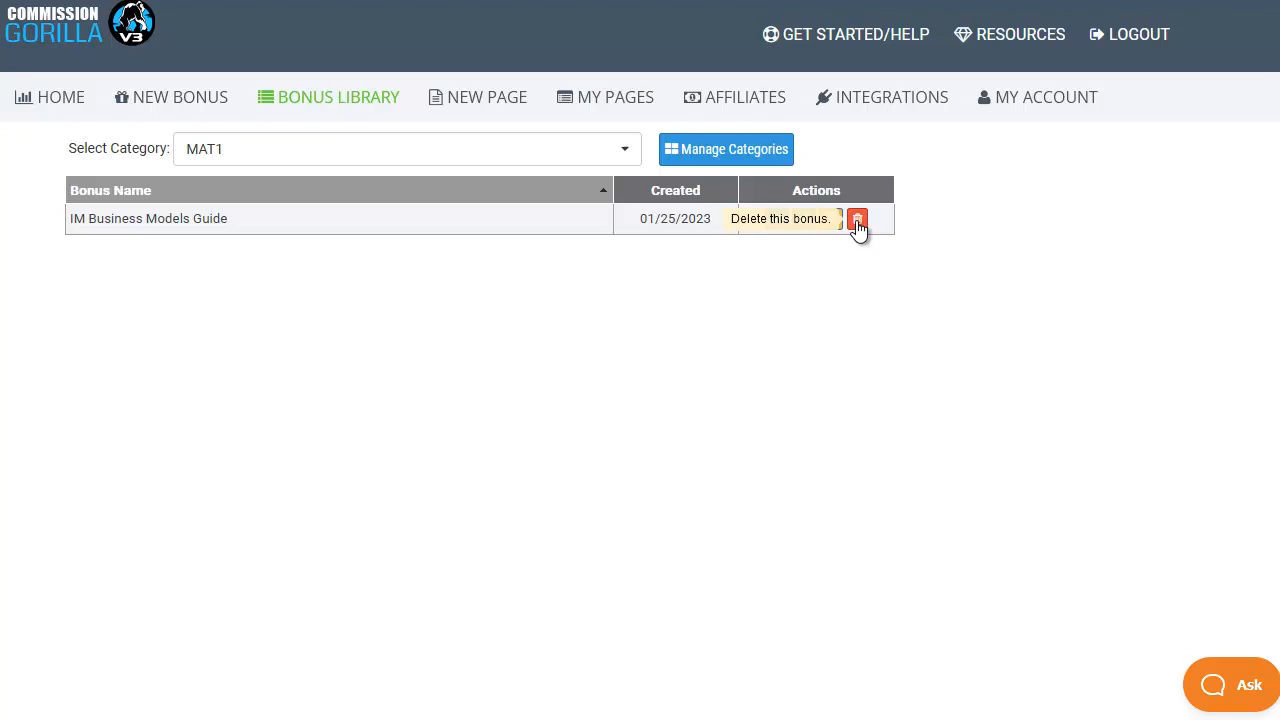 COMMISSION
GORILLA
V3
GET STARTED/HELP RESOURCES LOGOUT
HOME NEW BONUS BONUS LIBRARY NEW PAGE MY PAGES AFFILIATES INTEGRATIONS MY ACCOUNT
Select Category: MAT1 Manage Categories
Bonus Name Created Actions
IM Business Models Guide 01/25/2023 Delete this bonus.
Ask